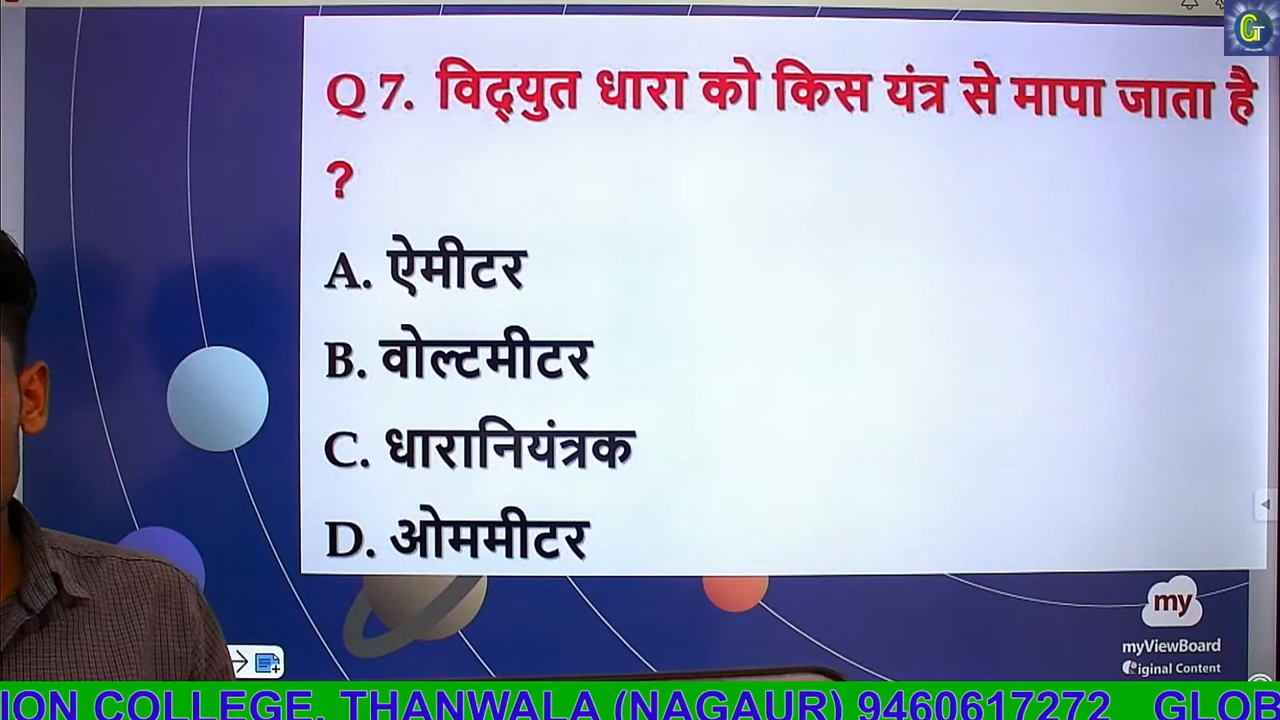 Q 7. विद्युत धारा को किस यंत्र से मापा जाता है
?
A. ऐमीटर
B. वोल्टमीटर
C. धारानियंत्रक
D. ओममीटर
my
myViewBoard
iginal Content
ION COLLEGE, THANWALA (NAGAUR) 9460617272 GLOB